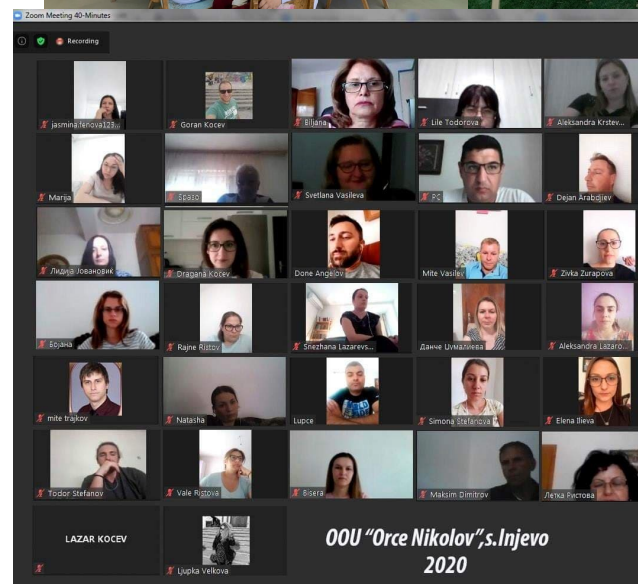 Zoom Meeting 40-Minutes
Recording
jasmina.fenova123...
Goran Kocev
Biljana
Lile Todorova
Aleksandra Krstev...
Marija
Бразо
Svetlana Vasileva
PC
Dejan Arabdjiev
Лидија Јовановик
Dragana Kocev
Done Angelov
Mite Vasilev
Zivka Zurapova
Бојана
Rajne Ristov
Snezhana Lazarevs...
Данче Џумалиева
Aleksandra Lazaro...
mite trajkov
Natasha
Lupce
Simona Stefanova
Elena Ilieva
Todor Stefanov
Vale Ristova
Bisera
Maksim Dimitrov
Летка Ристова
LAZAR KOCEV
Ljupka Velkova
OOU "Orce Nikolov",s.Injevo
2020